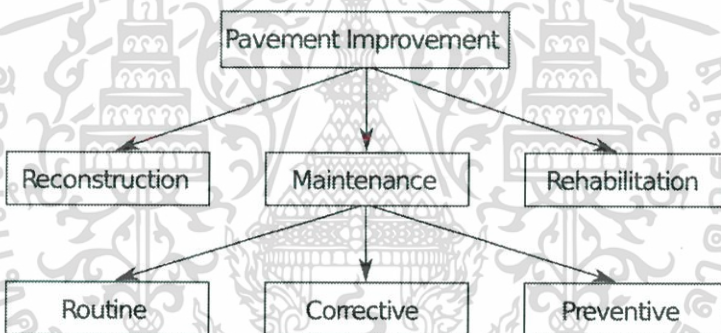 Pavement Improvement
Reconstruction
Maintenance
Rehabilitation
Routine
Corrective
Preventive